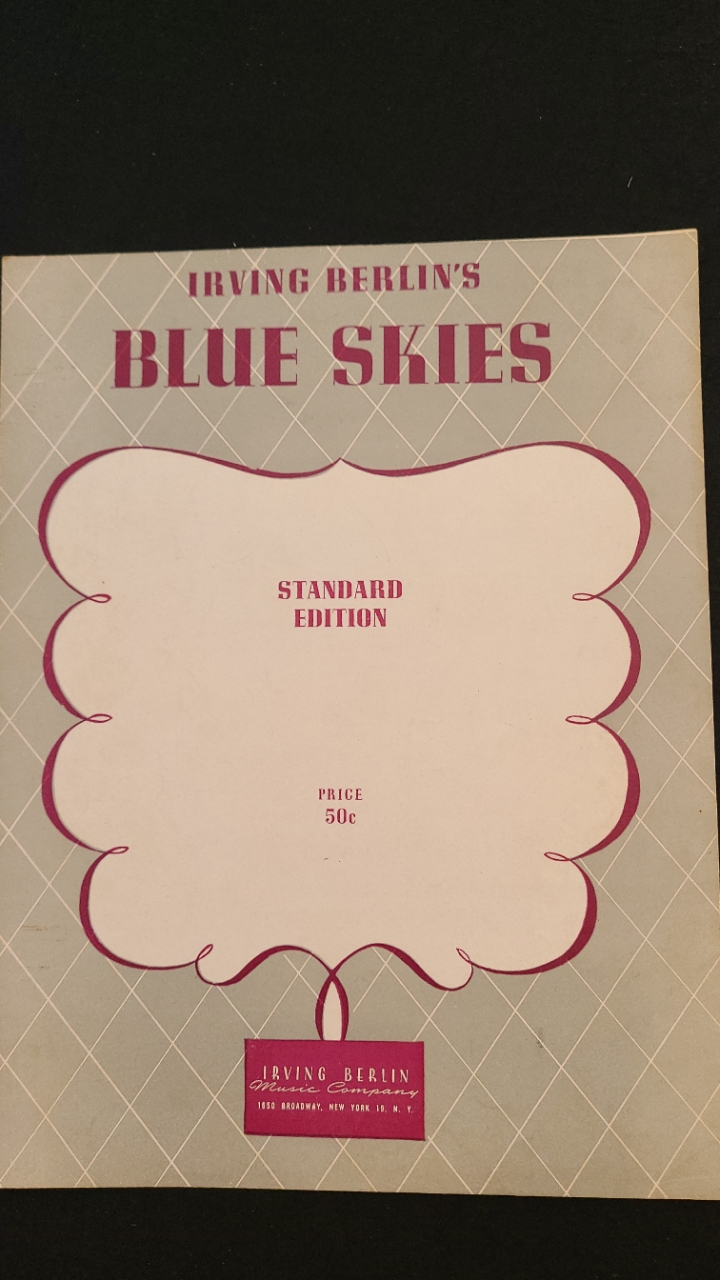 IRVING BERLIN'S
BLUE SKIES
STANDARD
EDITION
PRICE
50c
IRVING BERLIN
Music Company
1650 BROADWAY, NEW YORK 19, N. Y.